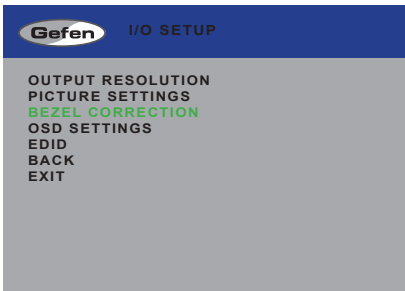 Gefen I/O SETUP
OUTPUT RESOLUTION
PICTURE SETTINGS
BEZEL CORRECTION
OSD SETTINGS
EDID
BACK
EXIT